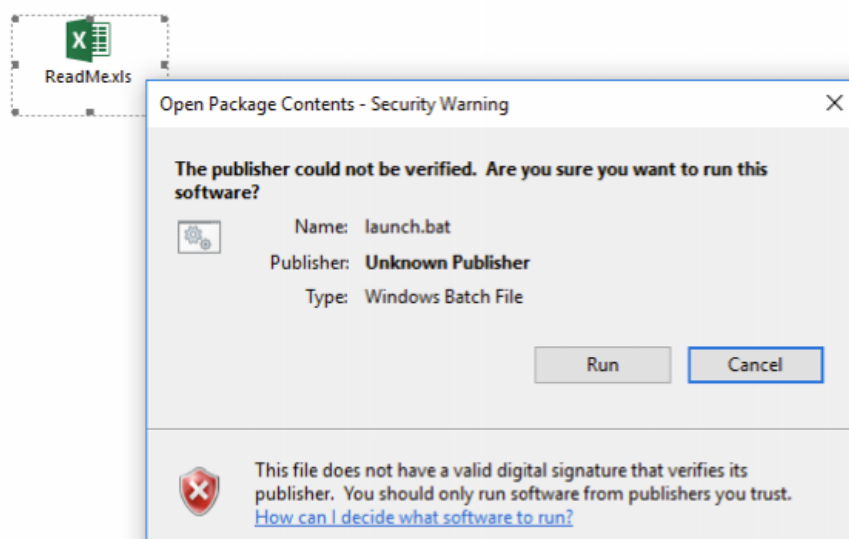 ReadMe.xls
Open Package Contents - Security Warning
The publisher could not be verified. Are you sure you want to run this
software?
Name: launch.bat
Publisher: Unknown Publisher
Type: Windows Batch File
Run Cancel
This file does not have a valid digital signature that verifies its
publisher. You should only run software from publishers you trust.
How can I decide what software to run?